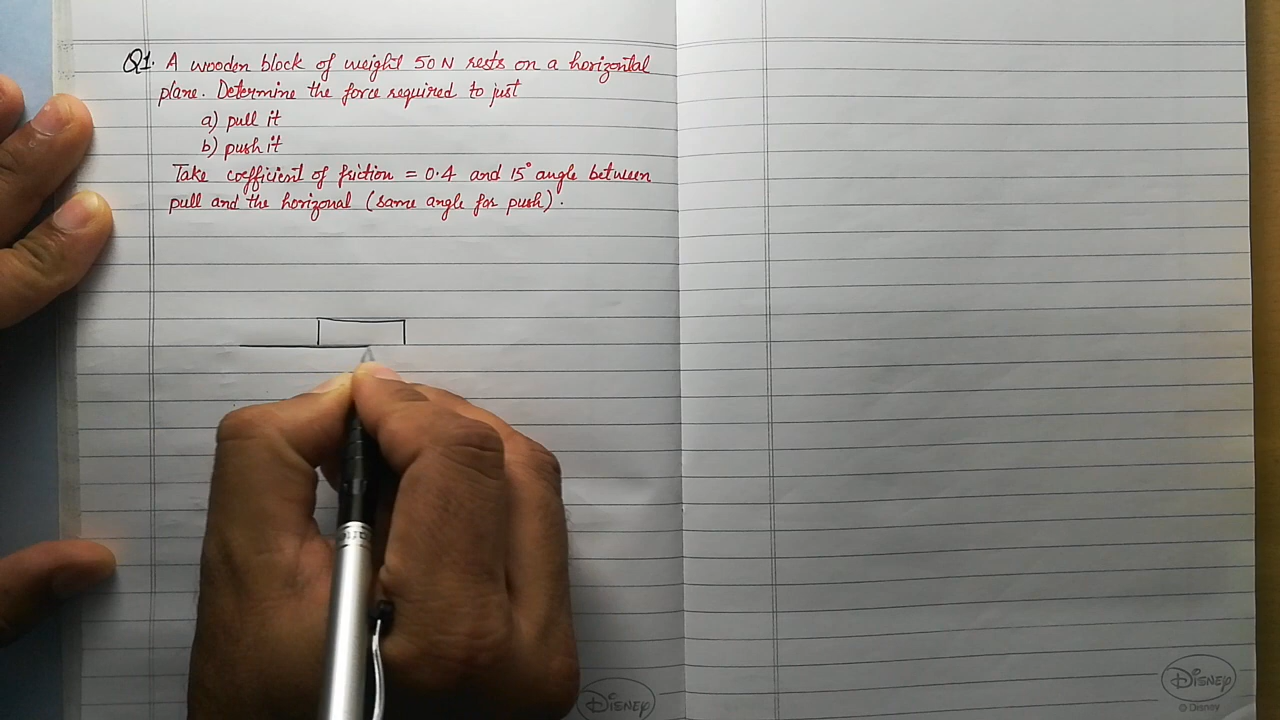 Q1. A wooden block of weight 50 N rests on a horizontal
plane. Determine the force required to just
a) pull it
b) push it
Take coefficient of friction = 0.4 and 15° angle between
pull and the horizonal (same angle for push).
DISNEY
DISNEY
© Disney